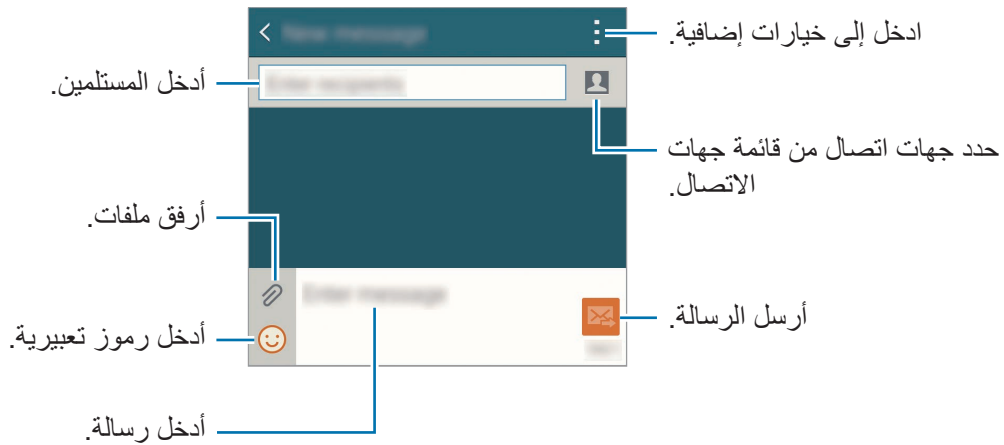 ادخل إلى خيارات إضافية.
أدخل المستلمين.
حدد جهات اتصال من قائمة جهات
الاتصال.
أرفق ملفات.
أرسل الرسالة.
أدخل رموز تعبيرية.
أدخل رسالة.